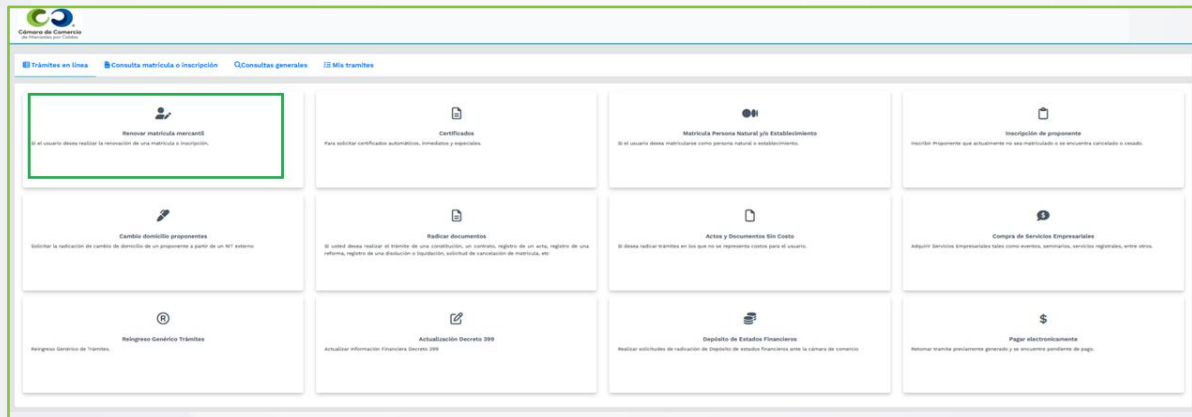 Cámara de Comercio
de Manizales por Caldas
Trámites en línea
Consulta matrícula o inscripción
Consultas generales
Mis tramites
Renovar matrícula mercantil
Si el usuario desea realizar la renovación de una matrícula o inscripción.
Certificados
Para solicitar certificados automáticos, inmediatos y especiales.
Matrícula Persona Natural y/o Establecimiento
Si el usuario desea matricularse como persona natural o establecimiento.
Inscripción de proponente
Inscribir Proponente que actualmente no sea matriculado o se encuentra cancelado o cesado.
Cambio domicilio proponentes
Solicitar la radicación de cambio de domicilio de un proponente a partir de un NIT externo
Radicar documentos
Si usted desea realizar el trámite de una constitución, un contrato, registro de un acta, registro de una
reforma, registro de una disolución o liquidación, solicitud de cancelación de matrícula, etc
Actos y Documentos Sin Costo
Si desea radicar trámites en los que no se representa costos para el usuario.
Compra de Servicios Empresariales
Adquirir Servicios Empresariales tales como eventos, seminarios, servicios registrales, entre otros.
Reingreso Genérico Trámites
Reingreso Genérico de Trámites.
Actualización Decreto 399
Actualizar Información Financiera Decreto 399
Depósito de Estados Financieros
Realizar solicitudes de radicación de Depósito de estados financieros ante la cámara de comercio
Pagar electronicamente
Retomar tramite previamente generado y se encuentre pendiente de pago.